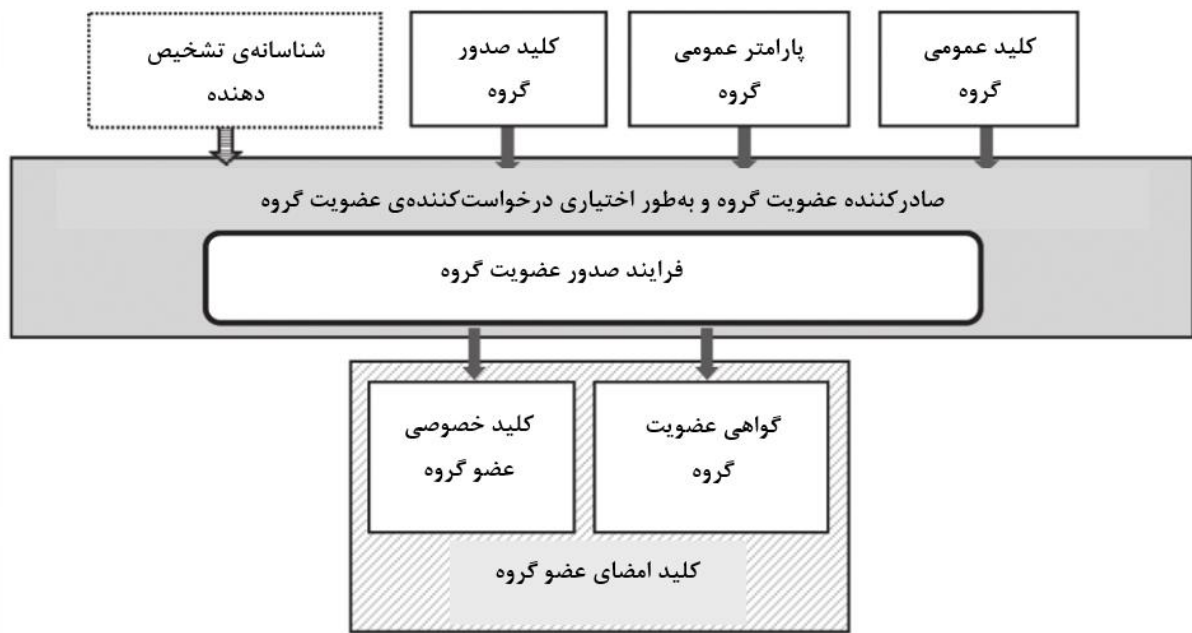 کلید عمومی
گروه
پارامتر عمومی
گروه
کلید صدور
گروه
شناسانه‌ی تشخیص
دهنده
صادرکننده عضویت گروه و به‌طور اختیاری درخواست‌کننده‌ی عضویت گروه
فرایند صدور عضویت گروه
گواهی عضویت
گروه
کلید خصوصی
عضو گروه
کلید امضای عضو گروه